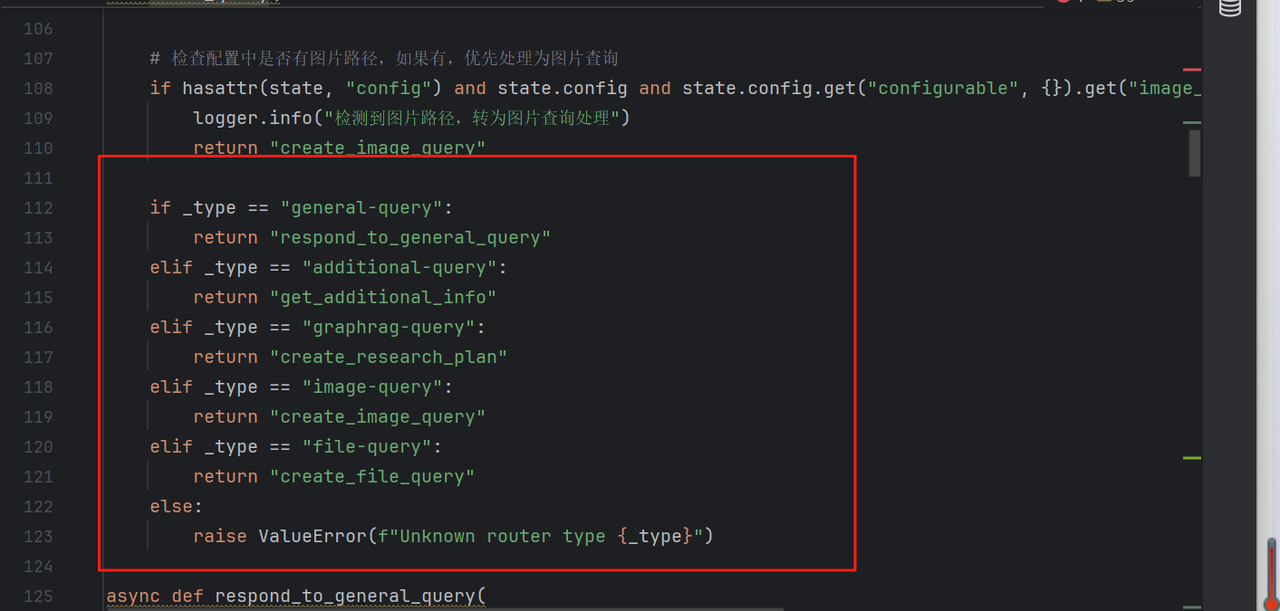 106
107 # 检查配置中是否有图片路径，如果有，优先处理为图片查询
108 if hasattr(state, "config") and state.config and state.config.get("configurable", {}).get("image_
109 logger.info("检测到图片路径，转为图片查询处理")
110 return "create_image_query"
111
112 if _type == "general-query":
113 return "respond_to_general_query"
114 elif _type == "additional-query":
115 return "get_additional_info"
116 elif _type == "graphrag-query":
117 return "create_research_plan"
118 elif _type == "image-query":
119 return "create_image_query"
120 elif _type == "file-query":
121 return "create_file_query"
122 else:
123 raise ValueError(f"Unknown router type {_type}")
124
125 async def respond_to_general_query(